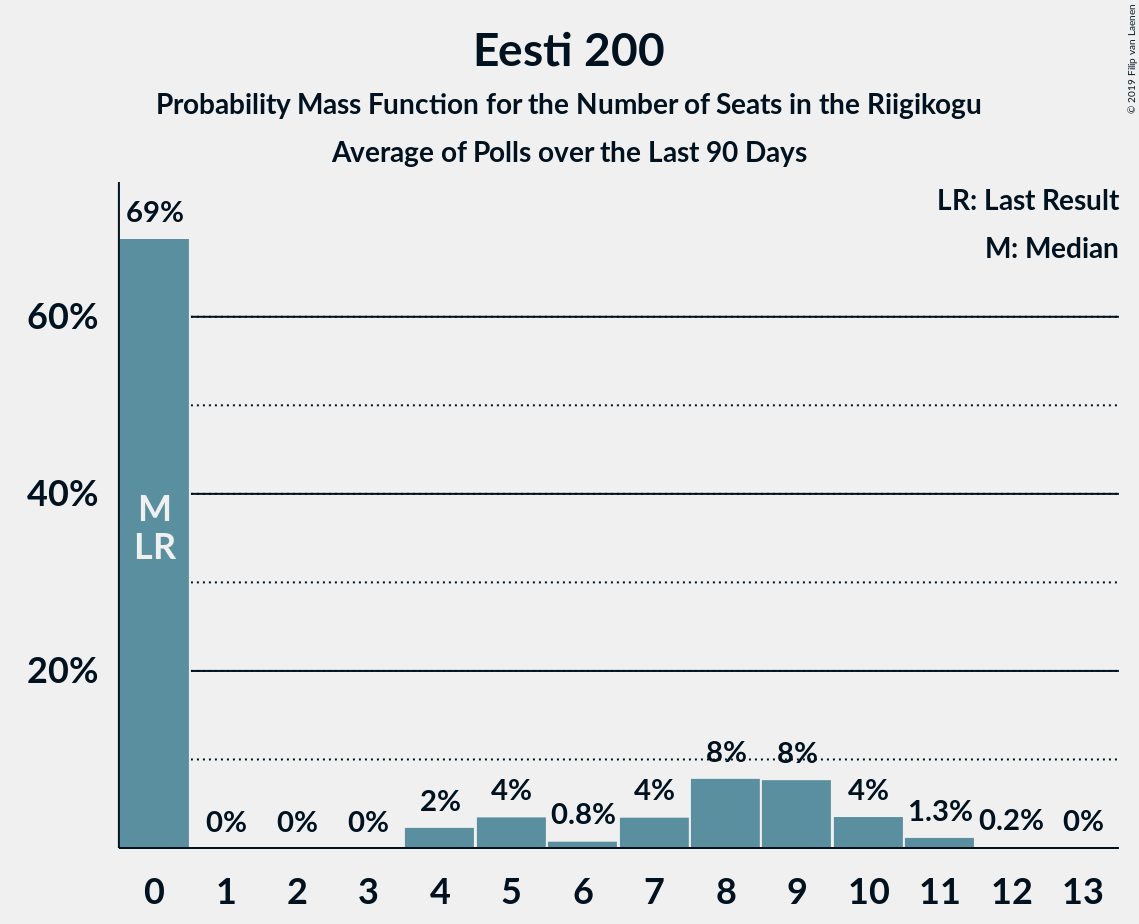 Eesti 200
Probability Mass Function for the Number of Seats in the Riigikogu
Average of Polls over the Last 90 Days
© 2019 Filip van Laenen
LR: Last Result
M: Median
69%
60%
40%
M
LR
20%
8% 8%
2% 4% 4% 4%
0% 0% 0% 0.8% 1.3% 0.2% 0%
0 1 2 3 4 5 6 7 8 9 10 11 12 13